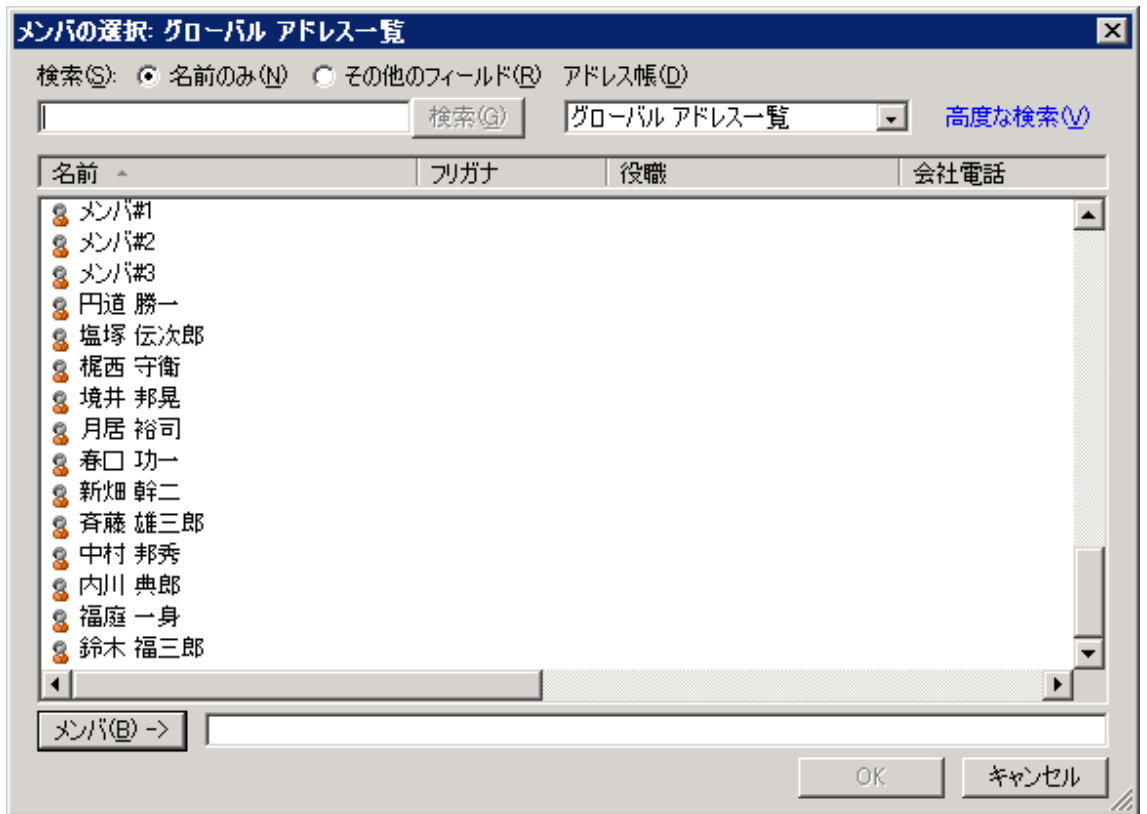 メンバの選択: グローバル アドレス一覧
検索(S): 名前のみ(N) その他のフィールド(R) アドレス帳(D)
検索(G) グローバル アドレス一覧 高度な検索(V)
名前 フリガナ 役職 会社電話
メンバ#1
メンバ#2
メンバ#3
円道 勝一
塩塚 伝次郎
梶西 守衛
境井 邦晃
月居 裕司
春口 功一
新畑 幹二
斉藤 雄三郎
中村 邦秀
内川 典郎
福庭 一身
鈴木 福三郎
メンバ(B) ->
OK キャンセル